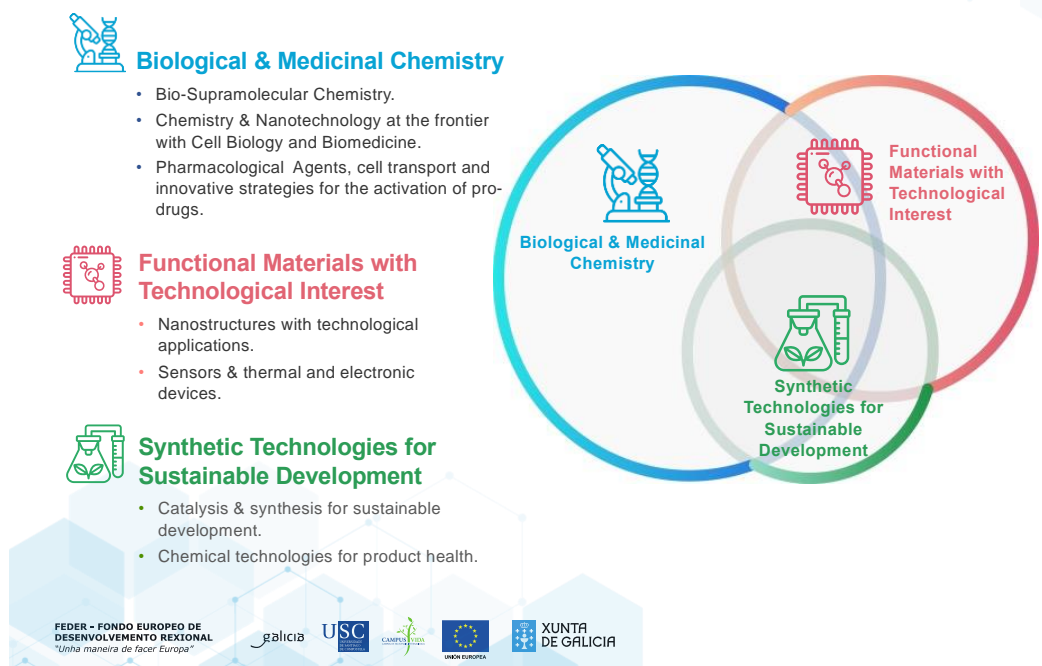 Biological & Medicinal Chemistry
• Bio-Supramolecular Chemistry.
• Chemistry & Nanotechnology at the frontier
with Cell Biology and Biomedicine.
• Pharmacological Agents, cell transport and
innovative strategies for the activation of pro-
drugs.
Functional Materials with
Technological Interest
• Nanostructures with technological
applications.
• Sensors & thermal and electronic
devices.
Synthetic Technologies for
Sustainable Development
• Catalysis & synthesis for sustainable
development.
• Chemical technologies for product health.
Biological & Medicinal
Chemistry
Functional
Materials with
Technological
Interest
Synthetic
Technologies for
Sustainable
Development
FEDER – FONDO EUROPEO DE
DESENVOLVEMENTO REXIONAL
"Unha maneira de facer Europa"
galicia
USC
CAMPUS VIDA
UNIÓN EUROPEA
XUNTA
DE GALICIA